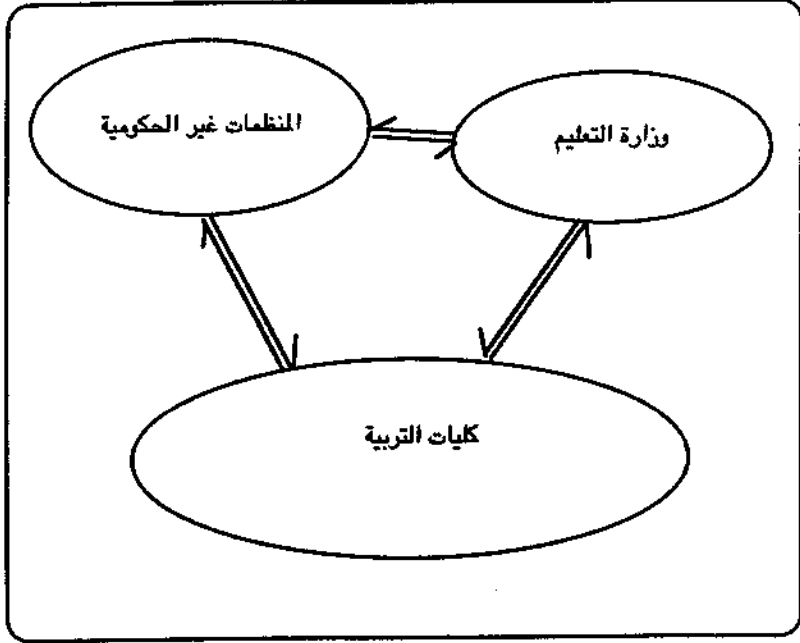 وزارة التعليم
المنظمات غير الحكومية
كليات التربية